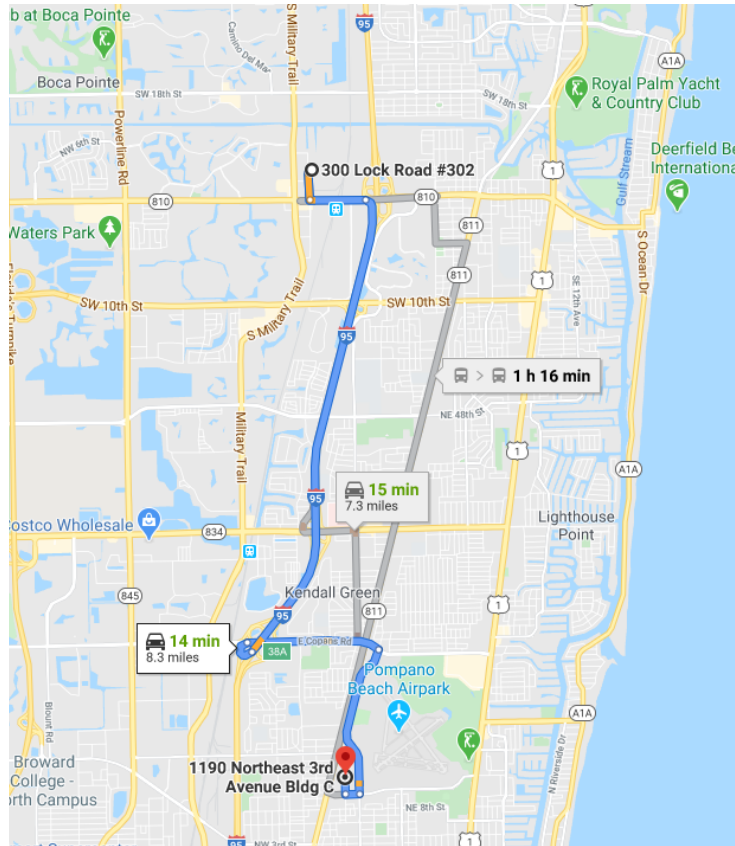 b at Boca Pointe
Boca Pointe
Camino Del Mar
S Military Trail
95
A1A
SW 18th St
SW 18th St
Royal Palm Yacht
& Country Club
Powerline Rd
NW 6th St
300 Lock Road #302
1
Gulf Stream
Deerfield Be
International
810
810
811
Waters Park
S Ocean Dr
811
1
SE 12th Ave
SW 10th St
SW 10th St
S Military Trail
95
1 h 16 min
NE 48th St
Military Trail
1
A1A
15 min
7.3 miles
95
Costco Wholesale
834
Lighthouse
Point
845
Kendall Green
95
811
1
14 min
8.3 miles
38A
E Copans Rd
Pompano
Beach Airpark
Blount Rd
A1A
N Riverside Dr
Broward
College -
orth Campus
1190 Northeast 3rd
Avenue Bldg C
NE 8th St
NW 3rd St
95
1